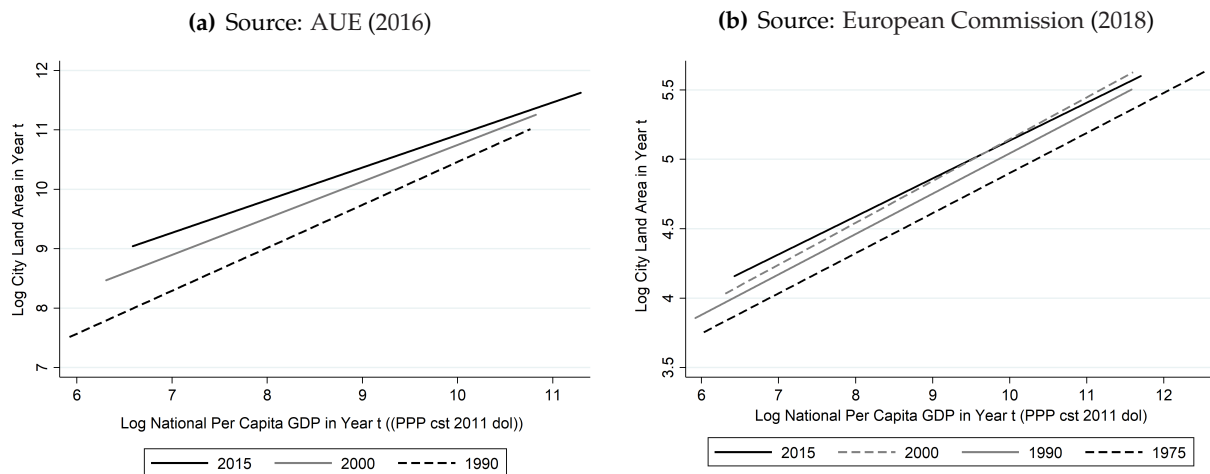 (a) Source: AUE (2016)
Log City Land Area in Year t
12
11
10
9
8
7
6 7 8 9 10 11
Log National Per Capita GDP in Year t ((PPP cst 2011 dol))
2015 2000 1990
(b) Source: European Commission (2018)
Log City Land Area in Year t
5.5
5
4.5
4
3.5
6 7 8 9 10 11 12
Log National Per Capita GDP in Year t (PPP cst 2011 dol)
2015 2000 1990 1975